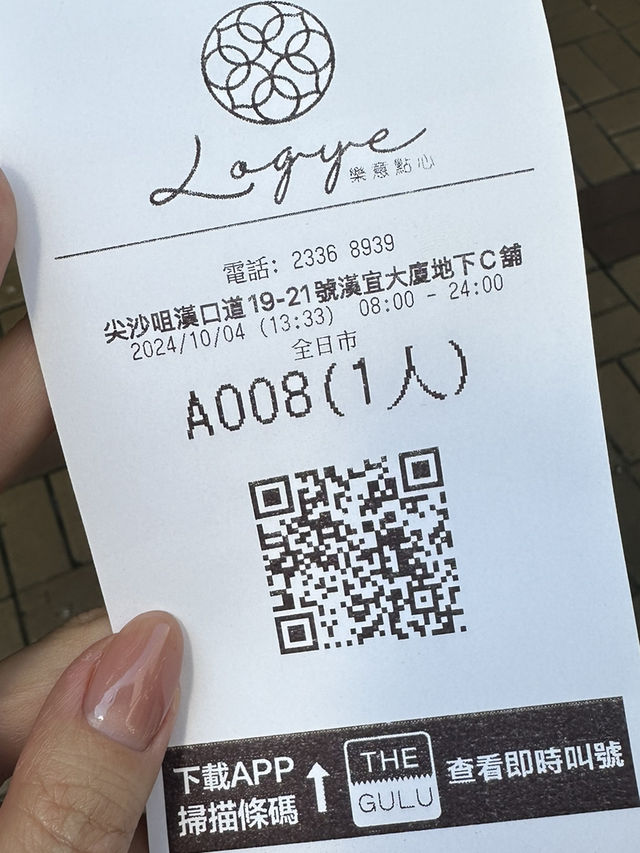 Logye
樂意點心
電話: 2336 8939
尖沙咀漢口道19-21號漢宜大廈地下C舖
2024/10/04 (13:33) 08:00 - 24:00
全日市
A008(1人)
下載APP
掃描條碼
THE
GULU
查看即時叫號